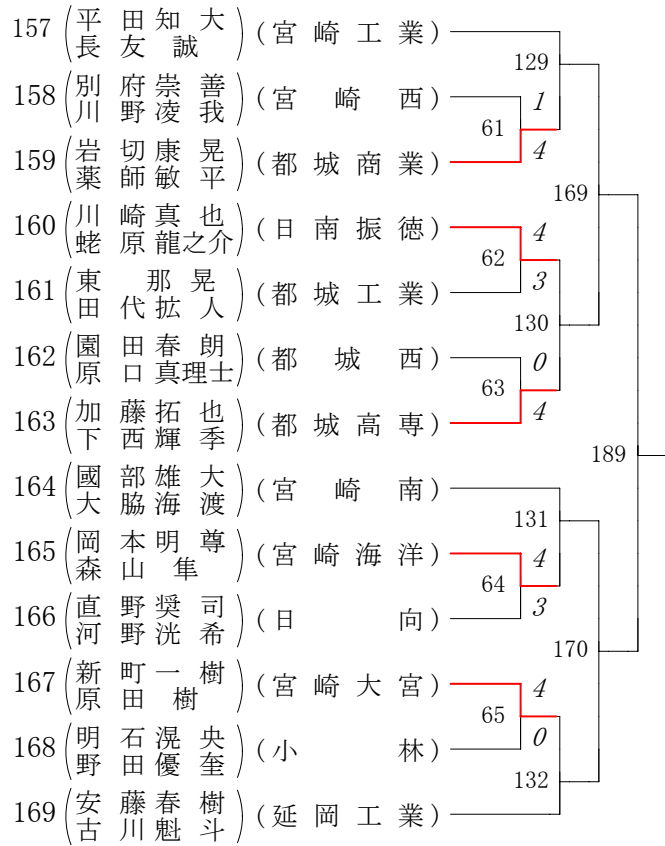 157 平田知大 (宮崎工業)
長友誠
129
158 別府崇善 (宮崎西) 1
川野凌我
61
159 岩切康晃 (都城商業) 4
薬師敏平
169
160 川崎真也 (日南振徳) 4
蛯原龍之介
62
161 東那晃 (都城工業) 3
田代拡人
130
162 園田春朗 (都城西) 0
原口真理士
63
163 加藤拓也 (都城高専) 4
下西輝季
189
164 國部雄大 (宮崎南)
大脇海渡
131
165 岡本明尊 (宮崎海洋) 4
森山隼
64
166 直野奨司 (日向) 3
河野洸希
170
167 新町一樹 (宮崎大宮) 4
原田樹
65
168 明石滉央 (小林) 0
野田優奎
132
169 安藤春樹 (延岡工業)
古川魁斗